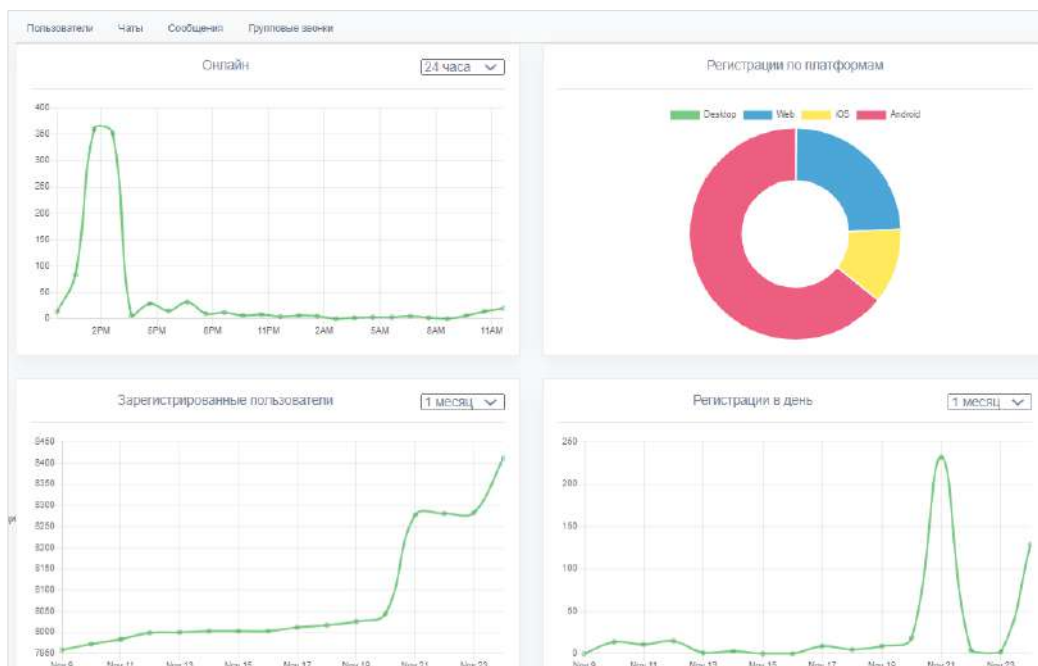 Пользователи Чаты Сообщения Групповые звонки
Онлайн
24 часа
400
350
300
250
200
150
100
50
0
2PM 5PM 8PM 11PM 2AM 5AM 8AM 11AM
Регистрации по платформам
Desktop Web iOS Android
Зарегистрированные пользователи
1 месяц
8450
8400
8350
8300
8250
8200
8150
8100
8050
8000
7950
Nov 9 Nov 11 Nov 13 Nov 15 Nov 17 Nov 19 Nov 21 Nov 23
Регистрации в день
1 месяц
250
200
150
100
50
0
Nov 9 Nov 11 Nov 13 Nov 15 Nov 17 Nov 19 Nov 21 Nov 23